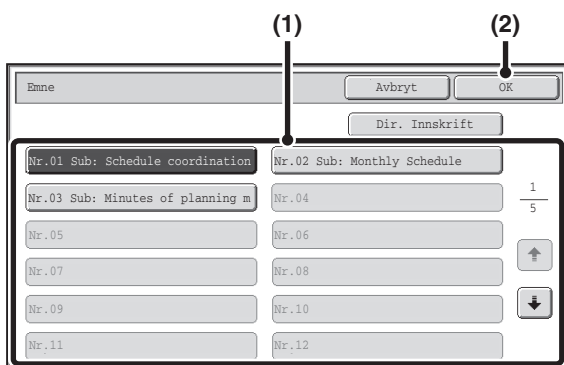 (1) (2)
Emne Avbryt OK
Dir. Innskrift
Nr.01 Sub: Schedule coordination Nr.02 Sub: Monthly Schedule
Nr.03 Sub: Minutes of planning m Nr.04
1
5
Nr.05 Nr.06
Nr.07 Nr.08
Nr.09 Nr.10
Nr.11 Nr.12